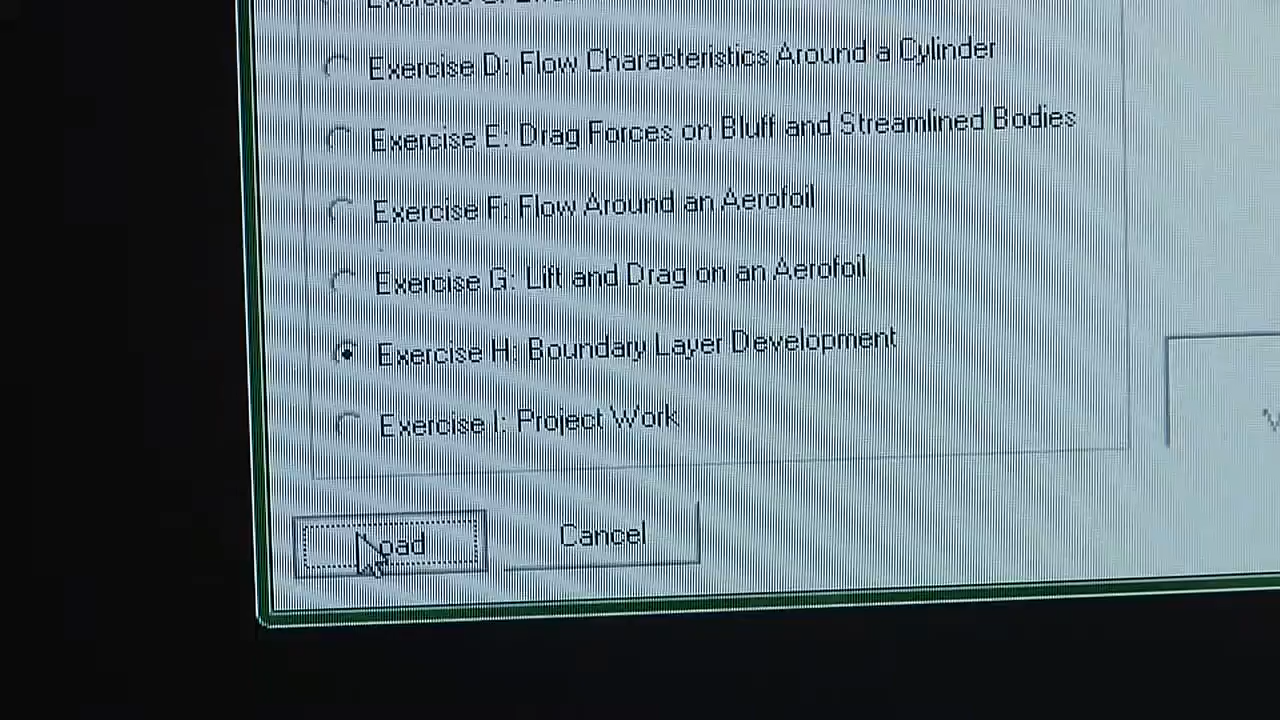 Exercise D: Flow Characteristics Around a Cylinder
Exercise E: Drag Forces on Bluff and Streamlined Bodies
Exercise F: Flow Around an Aerofoil
Exercise G: Lift and Drag on an Aerofoil
Exercise H: Boundary Layer Development
Exercise I: Project Work
Load Cancel